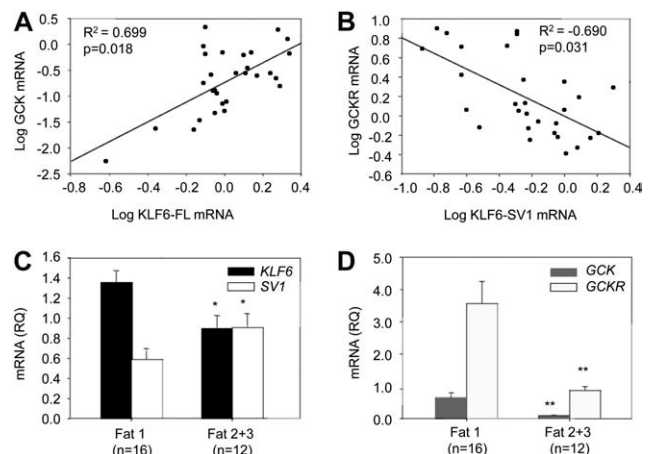 A
R² = 0.699
p=0.018
Log GCK mRNA
0.5
0.0
-0.5
-1.0
-1.5
-2.0
-2.5
-0.8 -0.6 -0.4 -0.2 0.0 0.2 0.4
Log KLF6-FL mRNA
B
R² = -0.690
p=0.031
Log GCKR mRNA
1.0
0.8
0.6
0.4
0.2
0.0
-0.2
-0.4
-0.6
-1.0 -0.8 -0.6 -0.4 -0.2 0.0 0.2 0.4
Log KLF6-SV1 mRNA
C
KLF6
SV1
mRNA (RQ)
1.6
1.4
1.2
1.0
0.8
0.6
0.4
0.2
0.0
* *
Fat 1 Fat 2+3
(n=16) (n=12)
D
GCK
GCKR
mRNA (RQ)
5.0
4.0
3.0
2.0
1.0
0.0
** **
Fat 1 Fat 2+3
(n=16) (n=12)